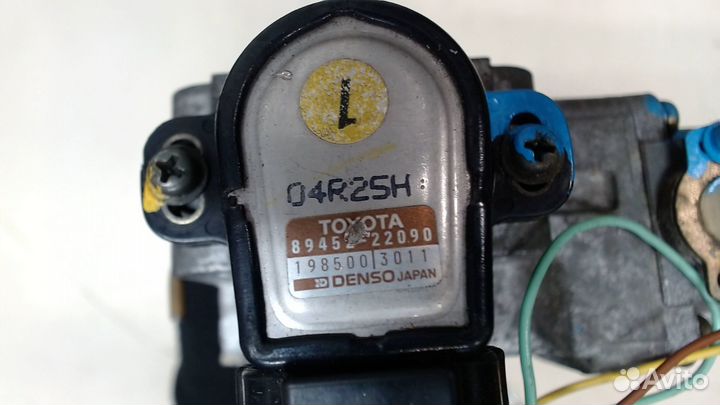 1
04R25H
TOYOTA
89452-22090
198500 3011
DENSO JAPAN
Avito